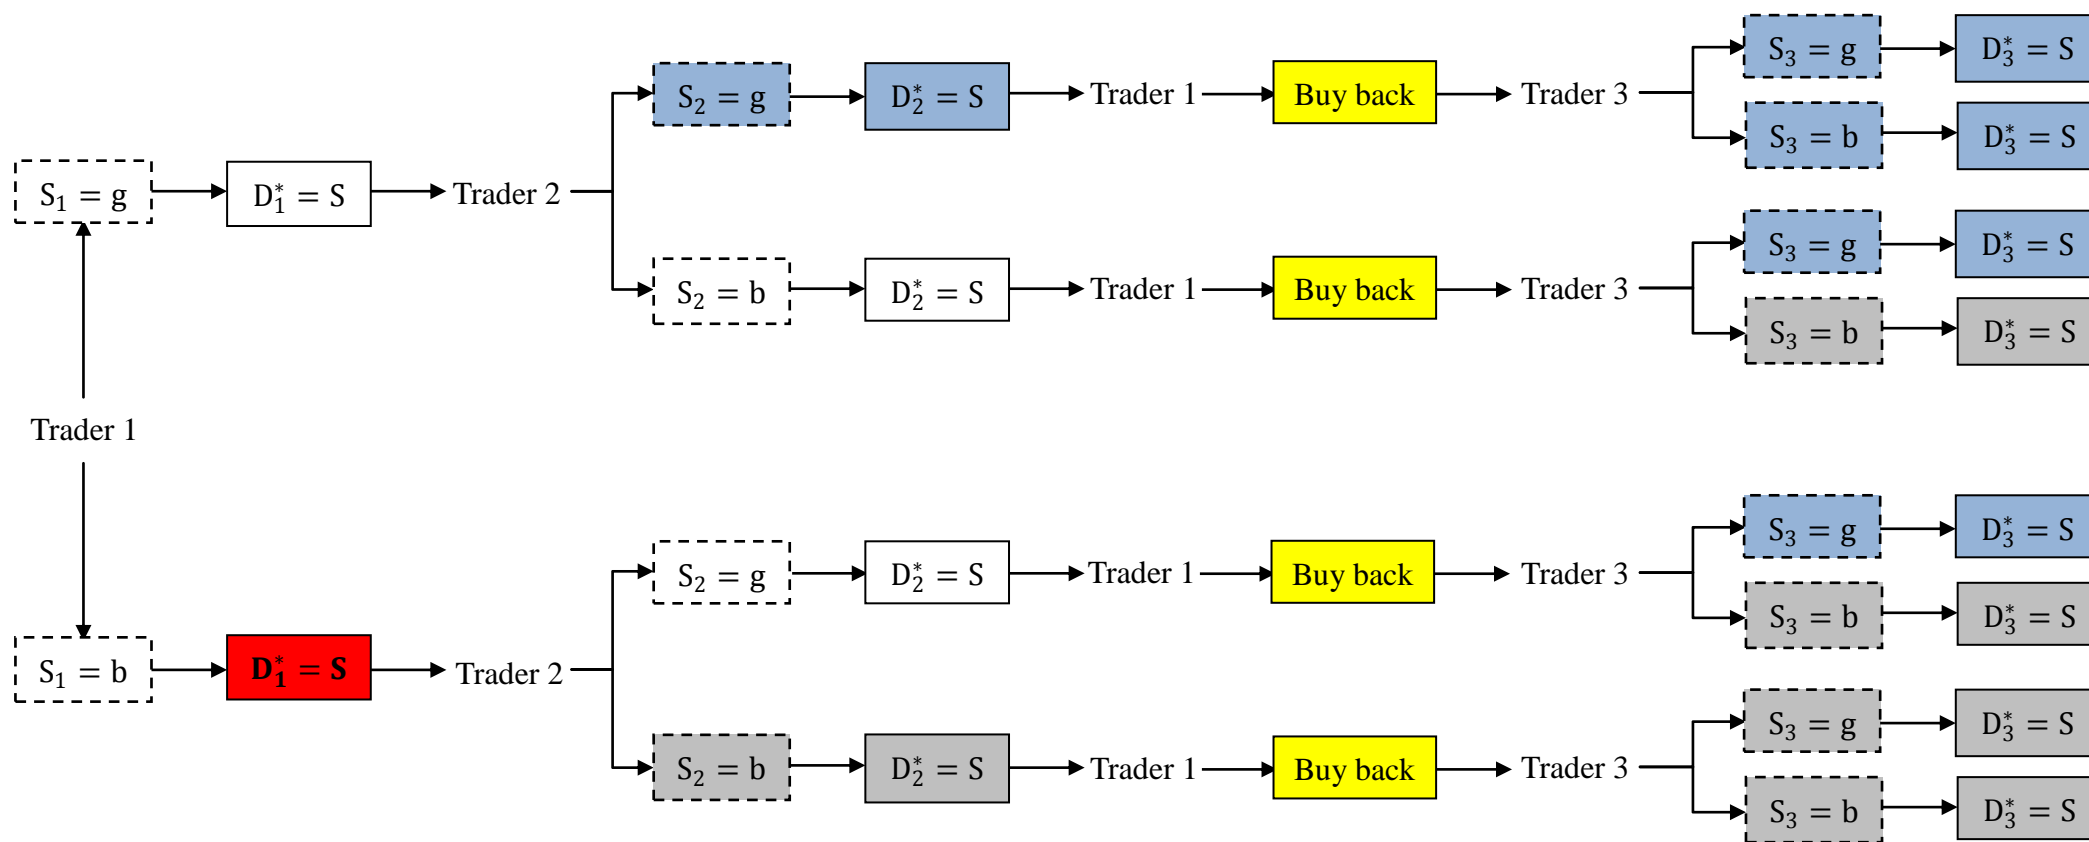 S₃ = g D₃* = S
S₂ = g D₂* = S Trader 1 Buy back Trader 3
S₃ = b D₃* = S
S₁ = g D₁* = S Trader 2
S₃ = g D₃* = S
S₂ = b D₂* = S Trader 1 Buy back Trader 3
S₃ = b D₃* = S
Trader 1
S₃ = g D₃* = S
S₂ = g D₂* = S Trader 1 Buy back Trader 3
S₃ = b D₃* = S
S₁ = b D₁* = S Trader 2
S₃ = g D₃* = S
S₂ = b D₂* = S Trader 1 Buy back Trader 3
S₃ = b D₃* = S